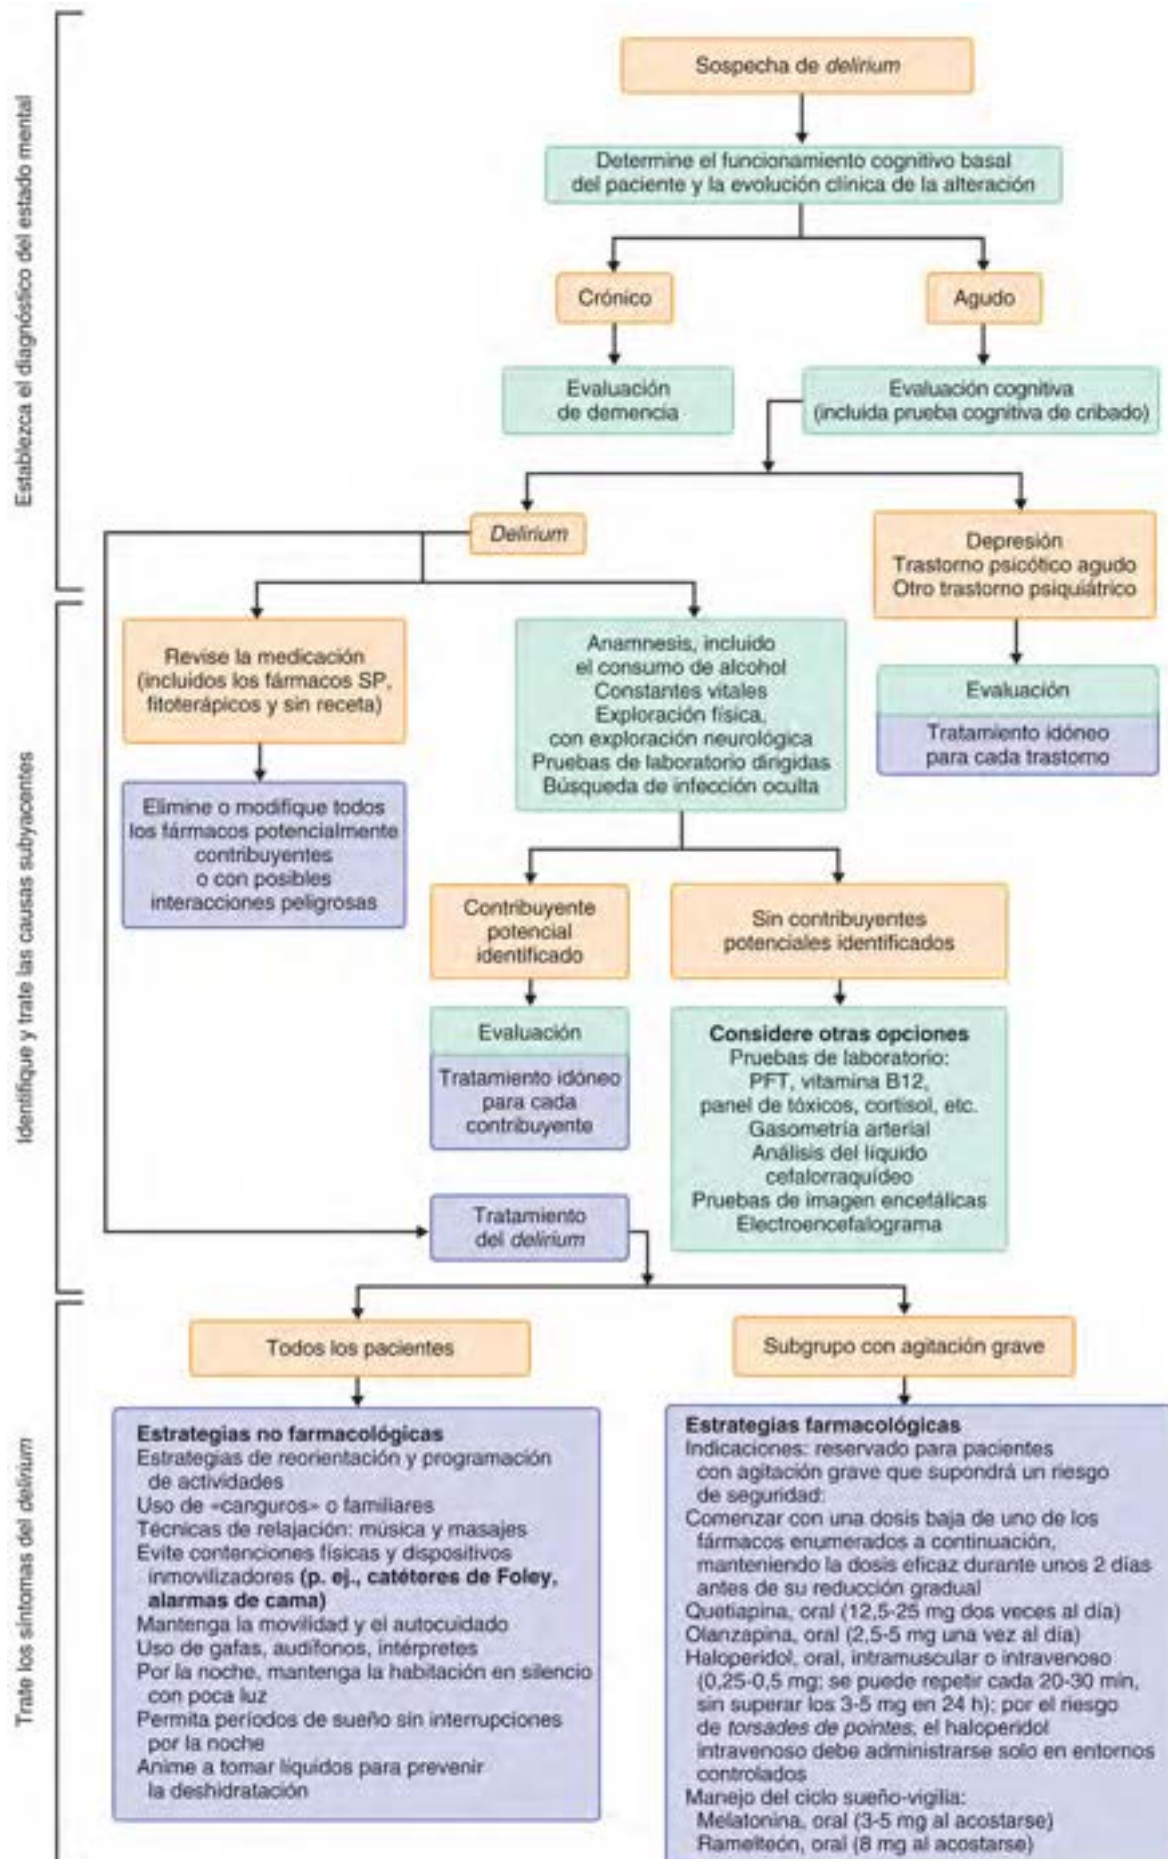 Establezca el diagnóstico del estado mental
Sospecha de delirium
Determine el funcionamiento cognitivo basal
del paciente y la evolución clínica de la alteración
Crónico
Agudo
Evaluación
de demencia
Evaluación cognitiva
(incluida prueba cognitiva de cribado)
Delirium
Depresión
Trastorno psicótico agudo
Otro trastorno psiquiátrico
Identifique y trate las causas subyacentes
Revise la medicación
(incluidos los fármacos SP,
fitoterápicos y sin receta)
Anamnesis, incluido
el consumo de alcohol
Constantes vitales
Exploración física,
con exploración neurológica
Pruebas de laboratorio dirigidas
Búsqueda de infección oculta
Evaluación
Tratamiento idóneo
para cada trastorno
Elimine o modifique todos
los fármacos potencialmente
contribuyentes
o con posibles
interacciones peligrosas
Contribuyente
potencial
identificado
Sin contribuyentes
potenciales identificados
Evaluación
Tratamiento idóneo
para cada
contribuyente
Considere otras opciones
Pruebas de laboratorio:
PFT, vitamina B12,
panel de tóxicos, cortisol, etc.
Gasometría arterial
Análisis del líquido
cefalorraquídeo
Pruebas de imagen encefálicas
Electroencefalograma
Tratamiento
del delirium
Trate los síntomas del delirium
Todos los pacientes
Subgrupo con agitación grave
Estrategias no farmacológicas
Estrategias de reorientación y programación
de actividades
Uso de «canguros» o familiares
Técnicas de relajación: música y masajes
Evite contenciones físicas y dispositivos
inmovilizadores (p. ej., catéteres de Foley,
alarmas de cama)
Mantenga la movilidad y el autocuidado
Uso de gafas, audífonos, intérpretes
Por la noche, mantenga la habitación en silencio
con poca luz
Permita períodos de sueño sin interrupciones
por la noche
Anime a tomar líquidos para prevenir
la deshidratación
Estrategias farmacológicas
Indicaciones: reservado para pacientes
con agitación grave que supondrá un riesgo
de seguridad:
Comenzar con una dosis baja de uno de los
fármacos enumerados a continuación,
manteniendo la dosis eficaz durante unos 2 días
antes de su reducción gradual
Quetiapina, oral (12,5-25 mg dos veces al día)
Olanzapina, oral (2,5-5 mg una vez al día)
Haloperidol, oral, intramuscular o intravenoso
(0,25-0,5 mg; se puede repetir cada 20-30 min,
sin superar los 3-5 mg en 24 h); por el riesgo
de torsades de pointes, el haloperidol
intravenoso debe administrarse solo en entornos
controlados
Manejo del ciclo sueño-vigilia:
Melatonina, oral (3-5 mg al acostarse)
Ramelteón, oral (8 mg al acostarse)